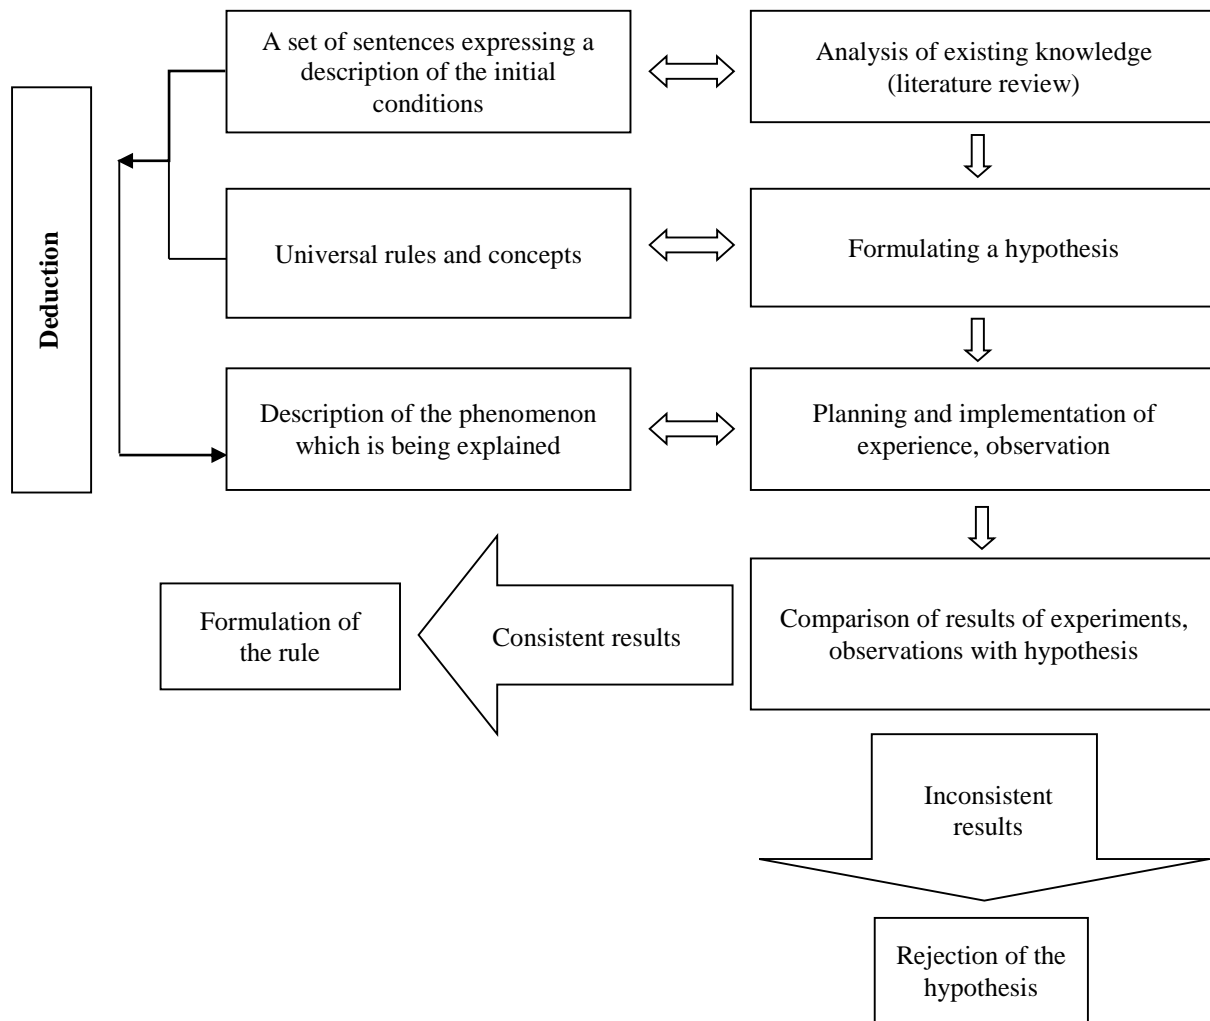 A set of sentences expressing a
description of the initial
conditions
Analysis of existing knowledge
(literature review)
Deduction
Universal rules and concepts
Formulating a hypothesis
Description of the phenomenon
which is being explained
Planning and implementation of
experience, observation
Formulation of
the rule
Consistent results
Comparison of results of experiments,
observations with hypothesis
Inconsistent
results
Rejection of the
hypothesis